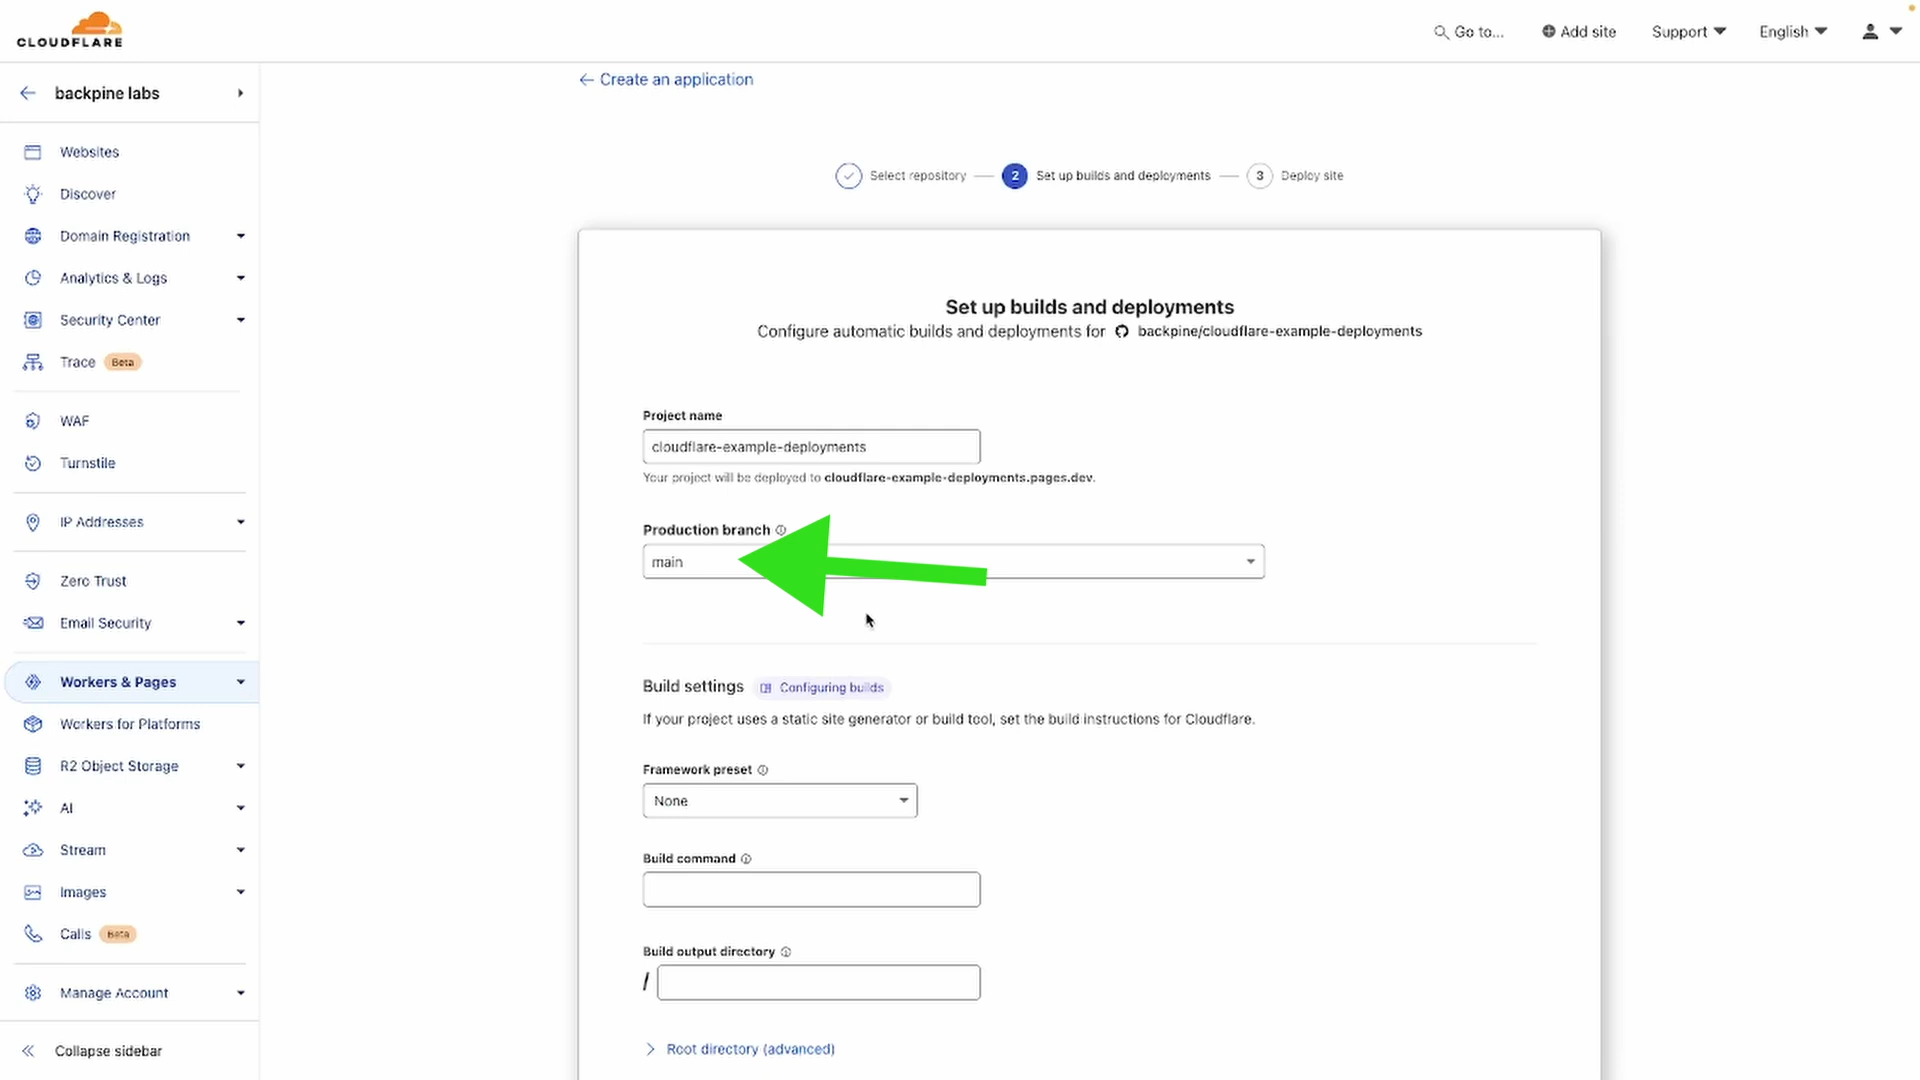 CLOUDFLARE
Go to...
Add site
Support
English
backpine labs
Create an application
Websites
Discover
Domain Registration
Analytics & Logs
Security Center
Trace Beta
WAF
Turnstile
IP Addresses
Zero Trust
Email Security
Workers & Pages
Workers for Platforms
R2 Object Storage
AI
Stream
Images
Calls Beta
Manage Account
Collapse sidebar
Select repository
2 Set up builds and deployments
3 Deploy site
Set up builds and deployments
Configure automatic builds and deployments for backpine/cloudflare-example-deployments
Project name
cloudflare-example-deployments
Your project will be deployed to cloudflare-example-deployments.pages.dev.
Production branch
main
Build settings Configuring builds
If your project uses a static site generator or build tool, set the build instructions for Cloudflare.
Framework preset
None
Build command
Build output directory
/
Root directory (advanced)